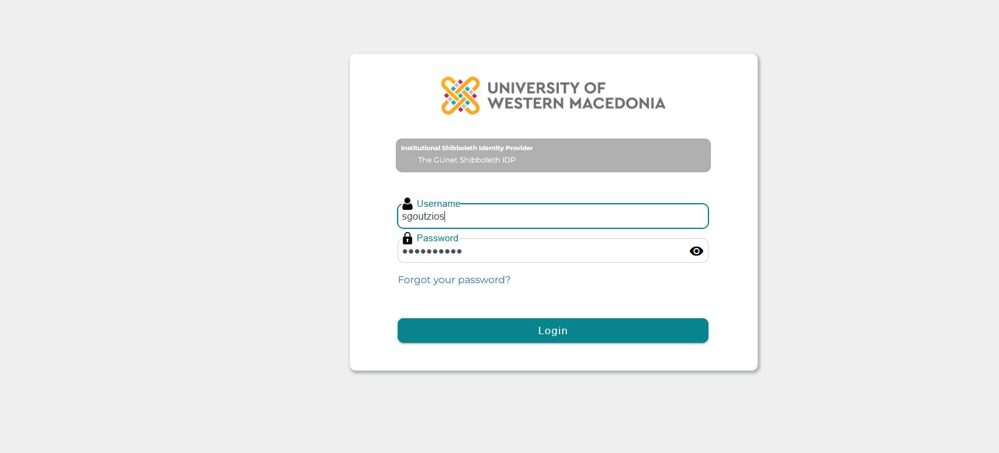 UNIVERSITY OF
WESTERN MACEDONIA
Institutional Shibboleth Identity Provider
The GUnet Shibboleth IDP
Username
sgoutzios
Password
••••••••••
Forgot your password?
Login